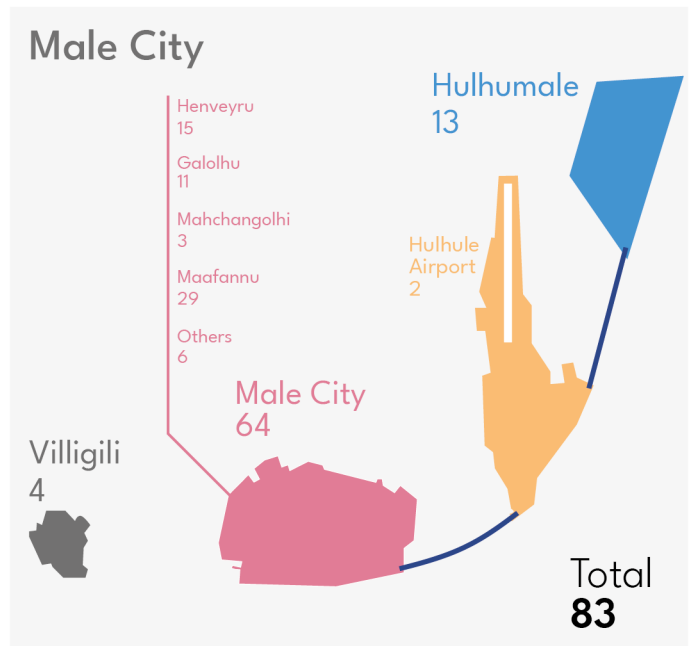 Male City
Hulhumale
13
Henveyru
15
Galolhu
11
Mahchangolhi
3
Maafannu
29
Others
6
Hulhule
Airport
2
Male City
64
Villigili
4
Total
83